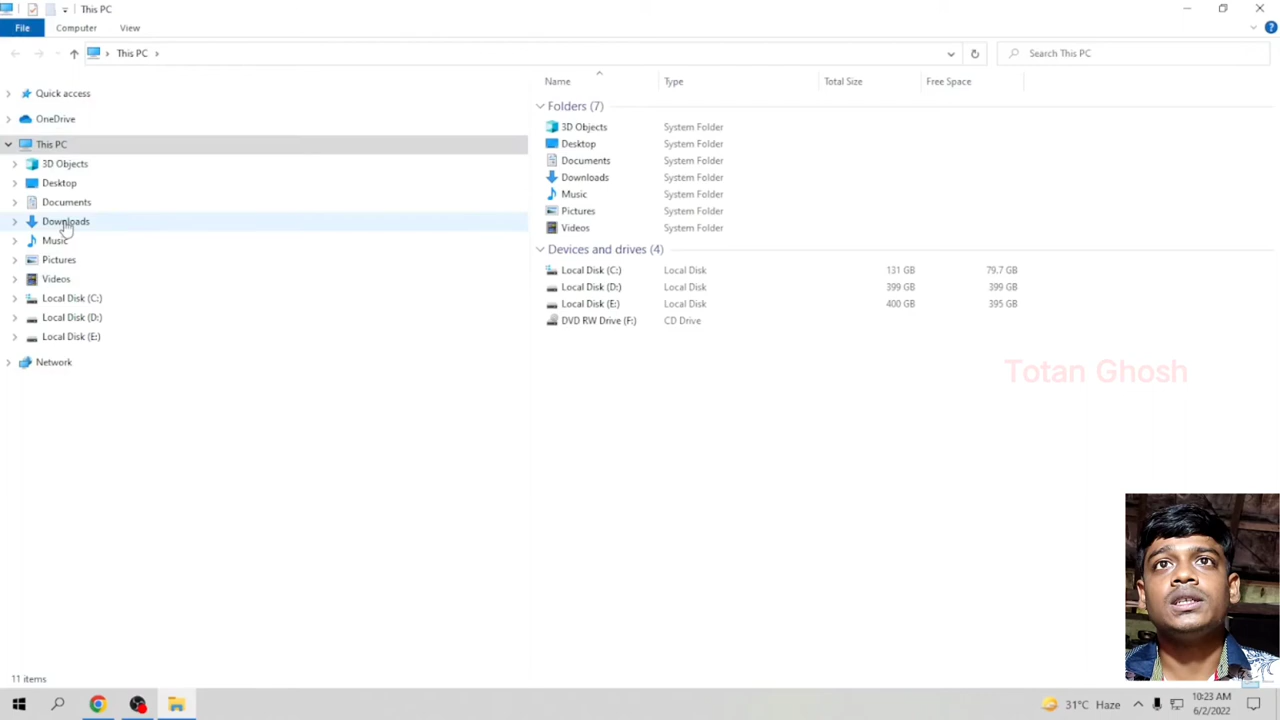 This PC
File Computer View
This PC
Search This PC
Quick access
OneDrive
This PC
3D Objects
Desktop
Documents
Downloads
Music
Pictures
Videos
Local Disk (C:)
Local Disk (D:)
Local Disk (E:)
Network
Name Type Total Size Free Space
Folders (7)
3D Objects System Folder
Desktop System Folder
Documents System Folder
Downloads System Folder
Music System Folder
Pictures System Folder
Videos System Folder
Devices and drives (4)
Local Disk (C:) Local Disk 131 GB 79.7 GB
Local Disk (D:) Local Disk 399 GB 399 GB
Local Disk (E:) Local Disk 400 GB 395 GB
DVD RW Drive (F:) CD Drive
Totan Ghosh
11 items
31°C Haze
10:23 AM
6/2/2022